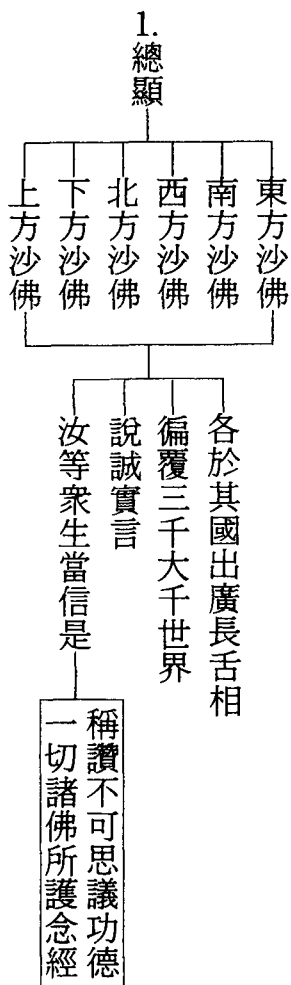 1.總顯
東方沙佛
南方沙佛
西方沙佛
北方沙佛
下方沙佛
上方沙佛
各於其國出廣長舌相
徧覆三千大千世界
說誠實言
汝等衆生當信是
稱讚不可思議功德
一切諸佛所護念經